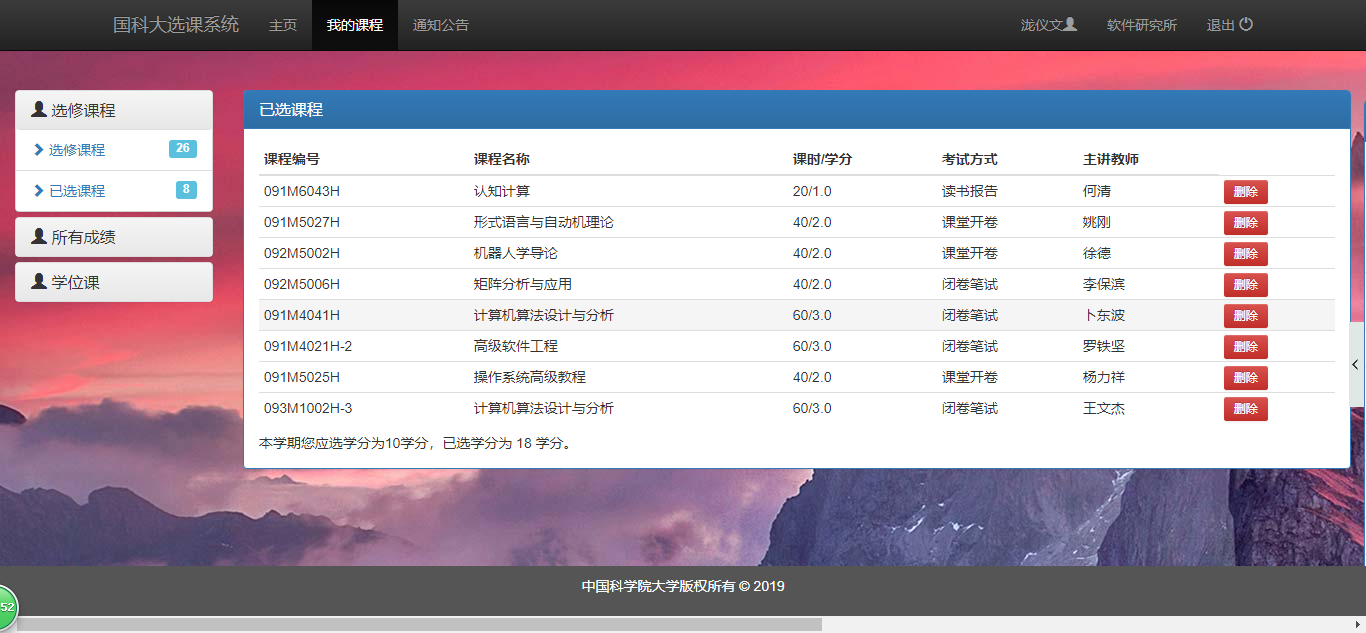 国科大选课系统 主页 我的课程 通知公告 泷仪文 软件研究所 退出
选修课程
选修课程 26
已选课程 8
所有成绩
学位课
已选课程
课程编号 课程名称 课时/学分 考试方式 主讲教师
091M6043H 认知计算 20/1.0 读书报告 何清 删除
091M5027H 形式语言与自动机理论 40/2.0 课堂开卷 姚刚 删除
092M5002H 机器人学导论 40/2.0 课堂开卷 徐德 删除
092M5006H 矩阵分析与应用 40/2.0 闭卷笔试 李保滨 删除
091M4041H 计算机算法设计与分析 60/3.0 闭卷笔试 卜东波 删除
091M4021H-2 高级软件工程 60/3.0 闭卷笔试 罗铁坚 删除
091M5025H 操作系统高级教程 40/2.0 课堂开卷 杨力祥 删除
093M1002H-3 计算机算法设计与分析 60/3.0 闭卷笔试 王文杰 删除
本学期您应选学分为10学分，已选学分为 18 学分。
中国科学院大学版权所有 © 2019
52